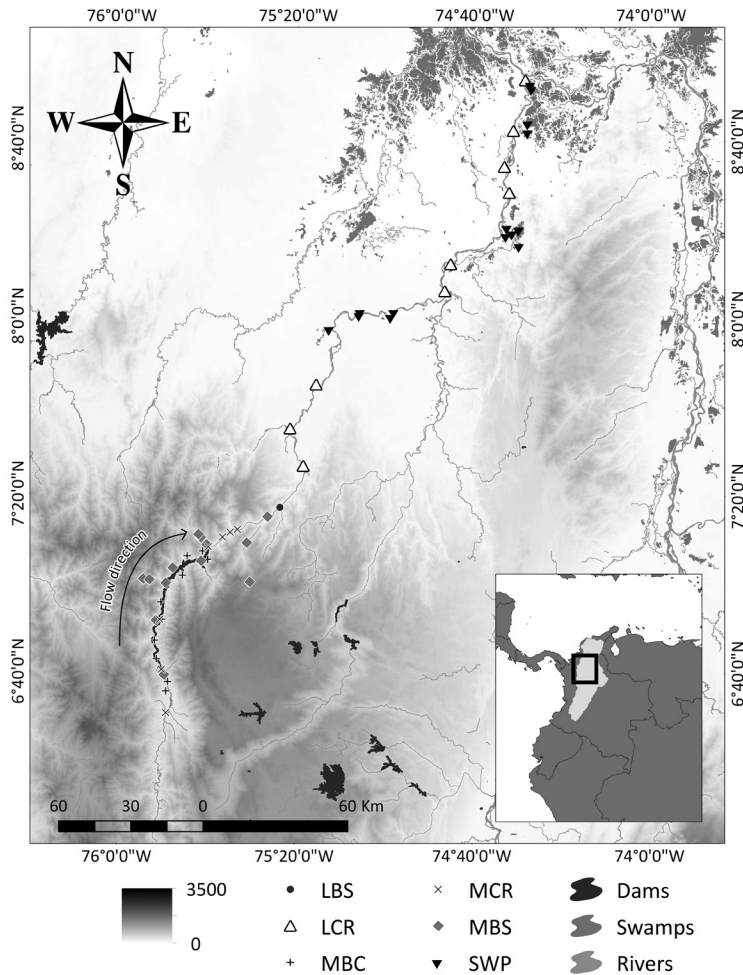 76°0'0"W 75°20'0"W 74°40'0"W 74°0'0"W
N
W E
S
8°40'0"N 8°40'0"N
8°0'0"N 8°0'0"N
7°20'0"N 7°20'0"N
Flow direction
6°40'0"N 6°40'0"N
60 30 0 60 Km
76°0'0"W 75°20'0"W 74°40'0"W 74°0'0"W
3500 LBS MCR Dams
LCR MBS Swamps
0 MBC SWP Rivers